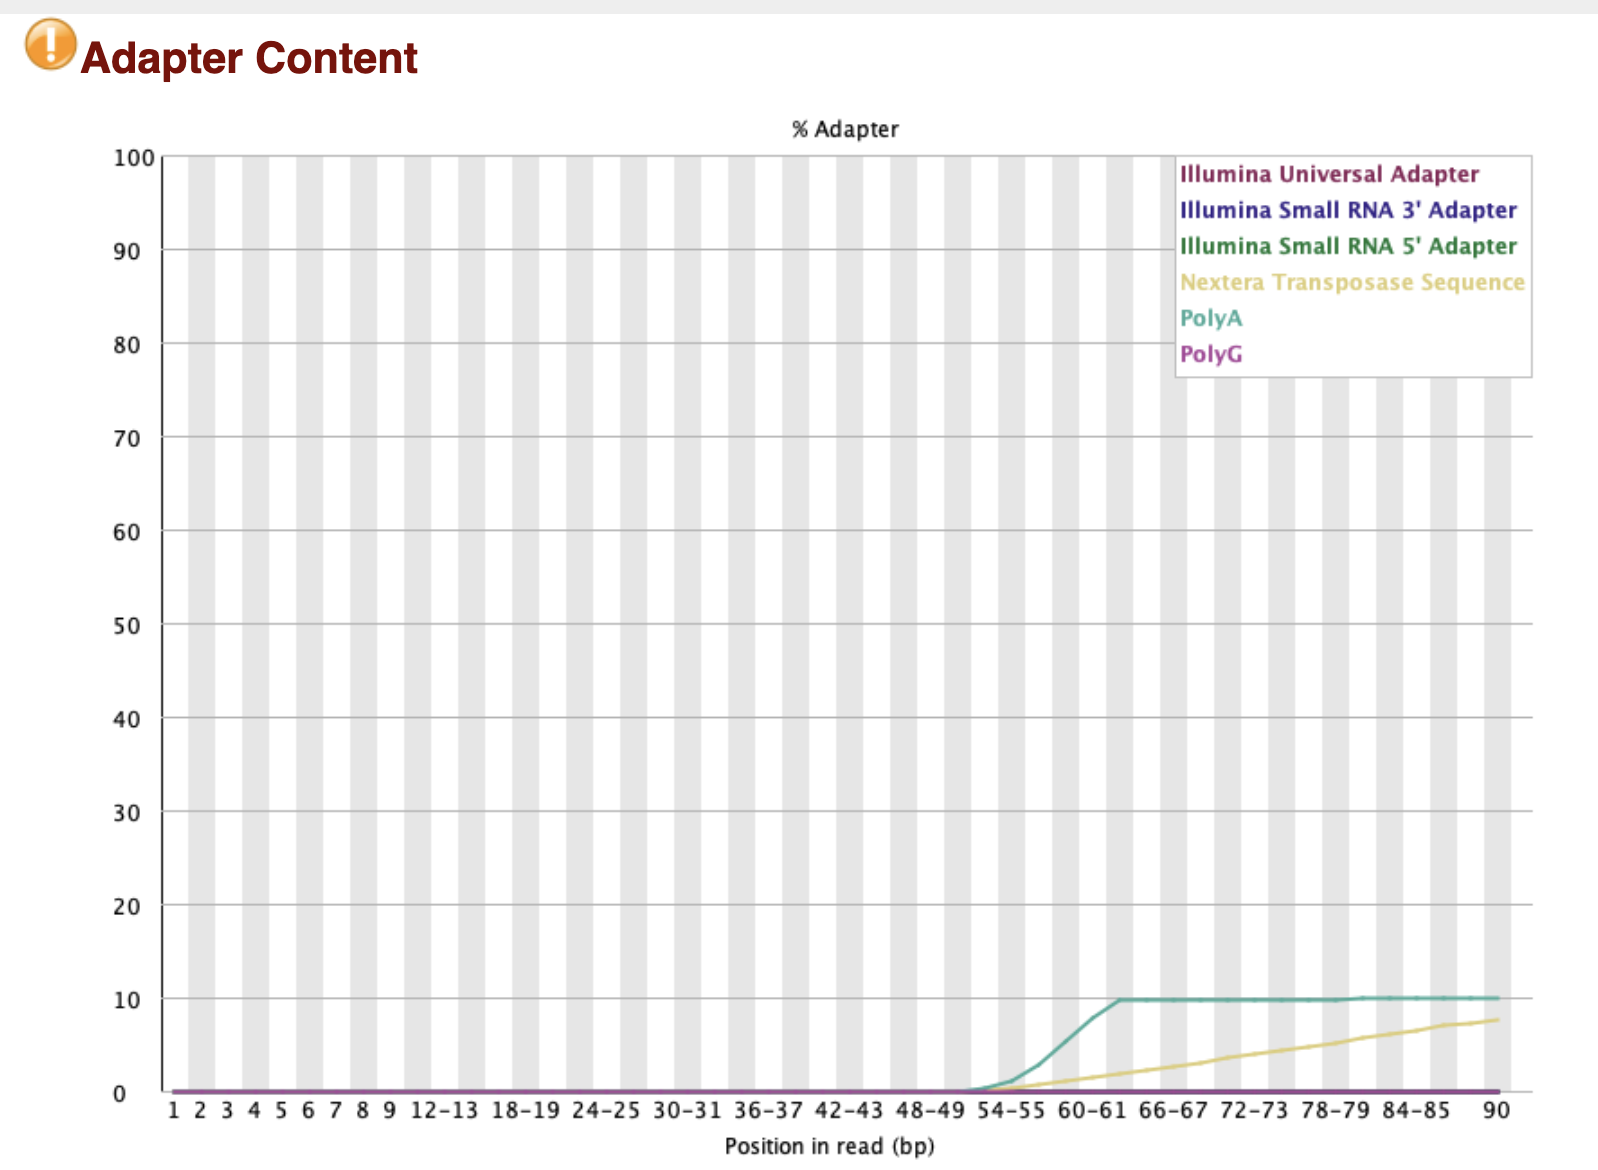 Adapter Content
% Adapter
100
90
80
70
60
50
40
30
20
10
0
Illumina Universal Adapter
Illumina Small RNA 3' Adapter
Illumina Small RNA 5' Adapter
Nextera Transposase Sequence
PolyA
PolyG
1 2 3 4 5 6 7 8 9 12-13 18-19 24-25 30-31 36-37 42-43 48-49 54-55 60-61 66-67 72-73 78-79 84-85 90
Position in read (bp)